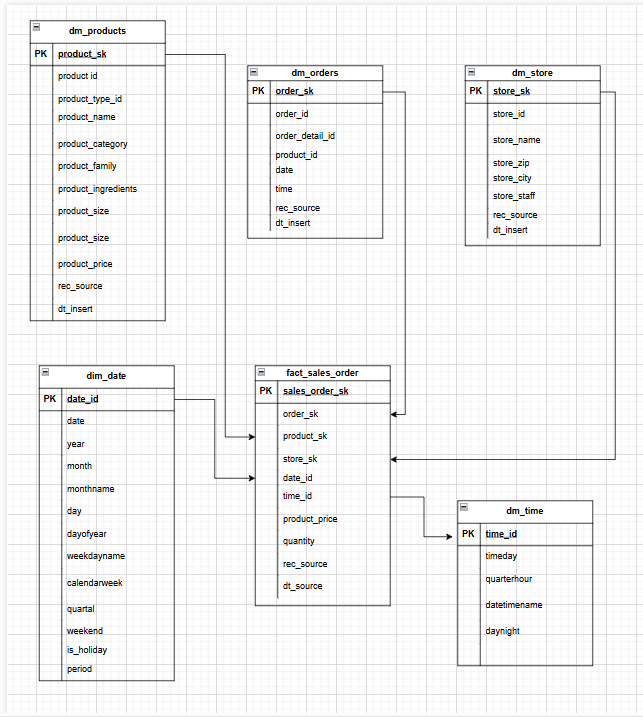 dm_products
PK product_sk
product id
product_type_id
product_name
product_category
product_family
product_ingredients
product_size
product_size
product_price
rec_source
dt_insert
dm_orders
PK order_sk
order_id
order_detail_id
product_id
date
time
rec_source
dt_insert
dm_store
PK store_sk
store_id
store_name
store_zip
store_city
store_staff
rec_source
dt_insert
dim_date
PK date_id
date
year
month
monthname
day
dayofyear
weekdayname
calendarweek
quartal
weekend
is_holiday
period
fact_sales_order
PK sales_order_sk
order_sk
product_sk
store_sk
date_id
time_id
product_price
quantity
rec_source
dt_source
dm_time
PK time_id
timeday
quarterhour
datetimename
daynight